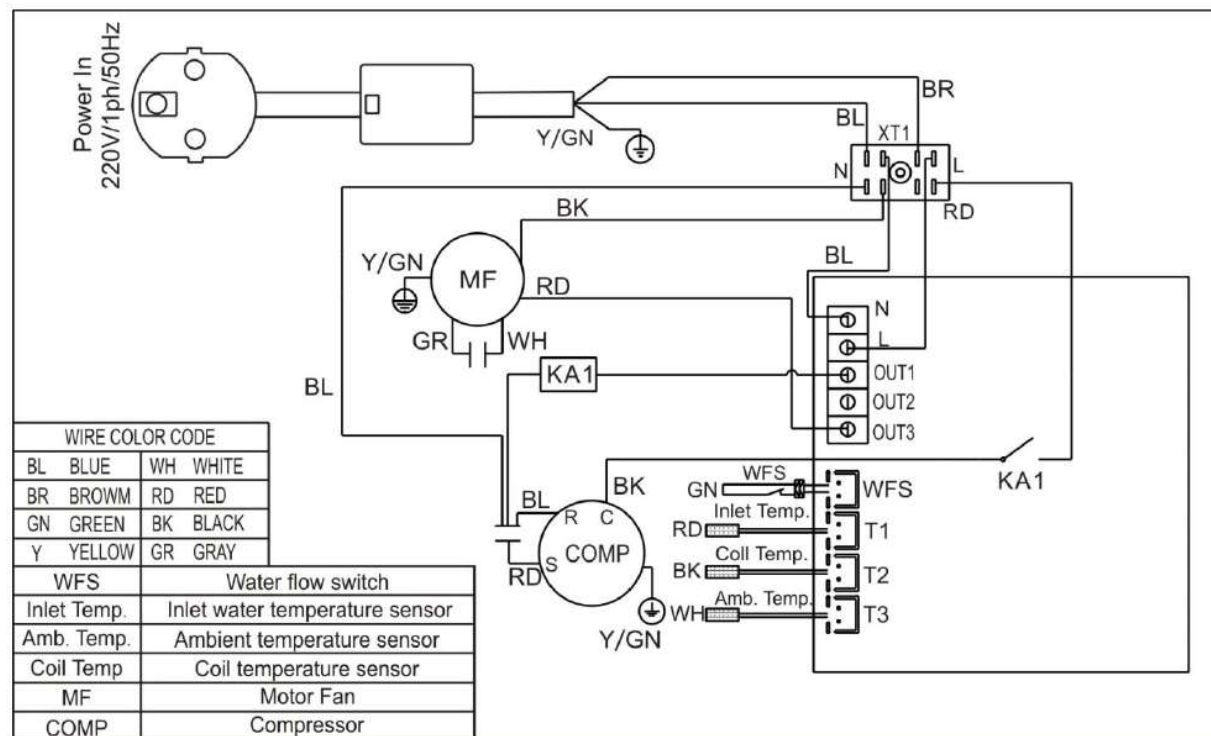 Power In
220V/1ph/50Hz
Y/GN
BR
BL
XT1
N
L
RD
BK
BL
Y/GN
MF
RD
GR
WH
KA1
BL
N
L
OUT1
OUT2
OUT3
KA1
WIRE COLOR CODE
BL BLUE WH WHITE
BR BROWM RD RED
GN GREEN BK BLACK
Y YELLOW GR GRAY
WFS Water flow switch
Inlet Temp. Inlet water temperature sensor
Amb. Temp. Ambient temperature sensor
Coil Temp Coil temperature sensor
MF Motor Fan
COMP Compressor
BL
R
C
BK
COMP
S
RD
Y/GN
WFS
GN
WFS
Inlet Temp.
RD
T1
Coll Temp.
BK
T2
Amb. Temp.
WH
T3